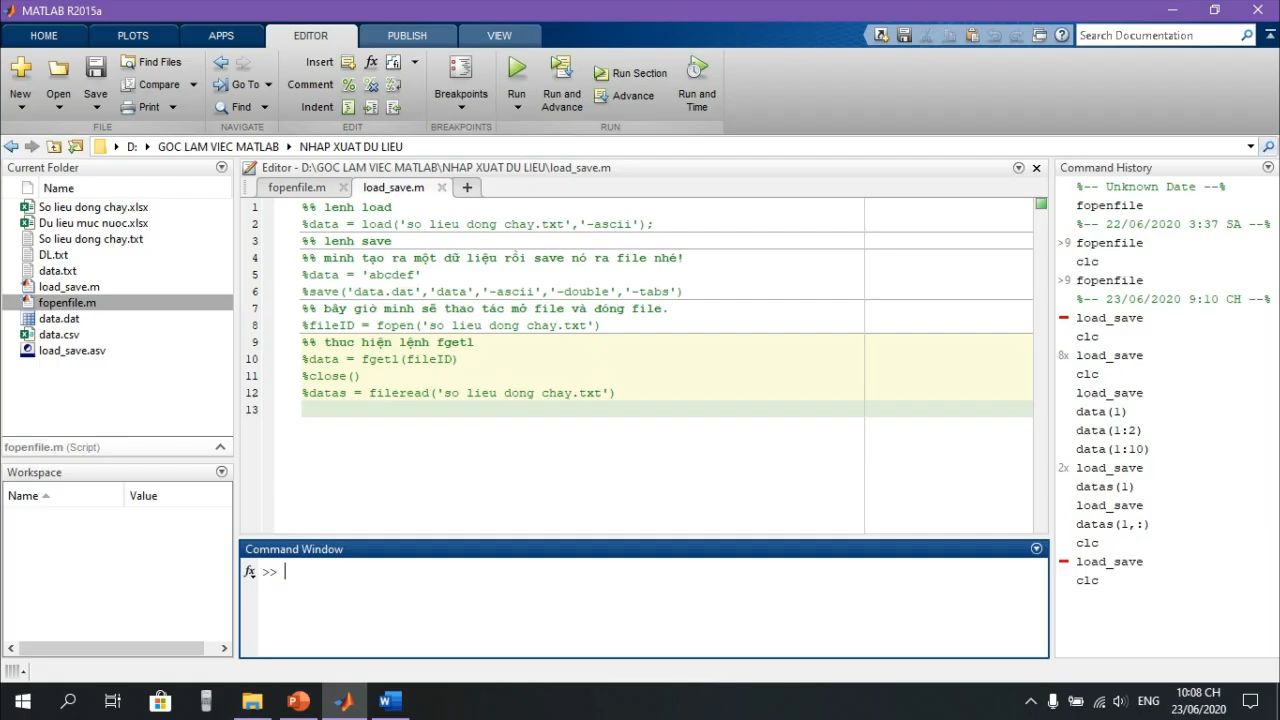 MATLAB R2015a
HOME PLOTS APPS EDITOR PUBLISH VIEW Search Documentation
New Open Save Find Files Compare Print
Go To Find
Insert Comment Indent
Breakpoints
Run Run and Advance Run Section Advance Run and Time
FILE NAVIGATE EDIT BREAKPOINTS RUN
D: GOC LAM VIEC MATLAB NHAP XUAT DU LIEU
Current Folder
Name
So lieu dong chay.xlsx
Du lieu muc nuoc.xlsx
So lieu dong chay.txt
DL.txt
data.txt
load_save.m
fopenfile.m
data.dat
data.csv
load_save.asv
fopenfile.m (Script)
Workspace
Name Value
Editor - D:\GOC LAM VIEC MATLAB\NHAP XUAT DU LIEU\load_save.m
fopenfile.m load_save.m
1 %% lenh load
2 %data = load('so lieu dong chay.txt','-ascii');
3 %% lenh save
4 %% mình tạo ra một dữ liệu rồi save nó ra file nhé!
5 %data = 'abcdef'
6 %save('data.dat','data','-ascii','-double','-tabs')
7 %% bây giờ mình sẽ thao tác mở file và đóng file.
8 %fileID = fopen('so lieu dong chay.txt')
9 %% thuc hiện lệnh fgetl
10 %data = fgetl(fileID)
11 %close()
12 %datas = fileread('so lieu dong chay.txt')
13
Command Window
fx >>
Command History
%-- Unknown Date --%
fopenfile
%-- 22/06/2020 3:37 SA --%
>9 fopenfile
clc
>9 fopenfile
%-- 23/06/2020 9:10 CH --%
load_save
clc
8x load_save
clc
load_save
data(1)
data(1:2)
data(1:10)
2x load_save
datas(1)
load_save
datas(1,:)
clc
load_save
clc
ENG
10:08 CH
23/06/2020